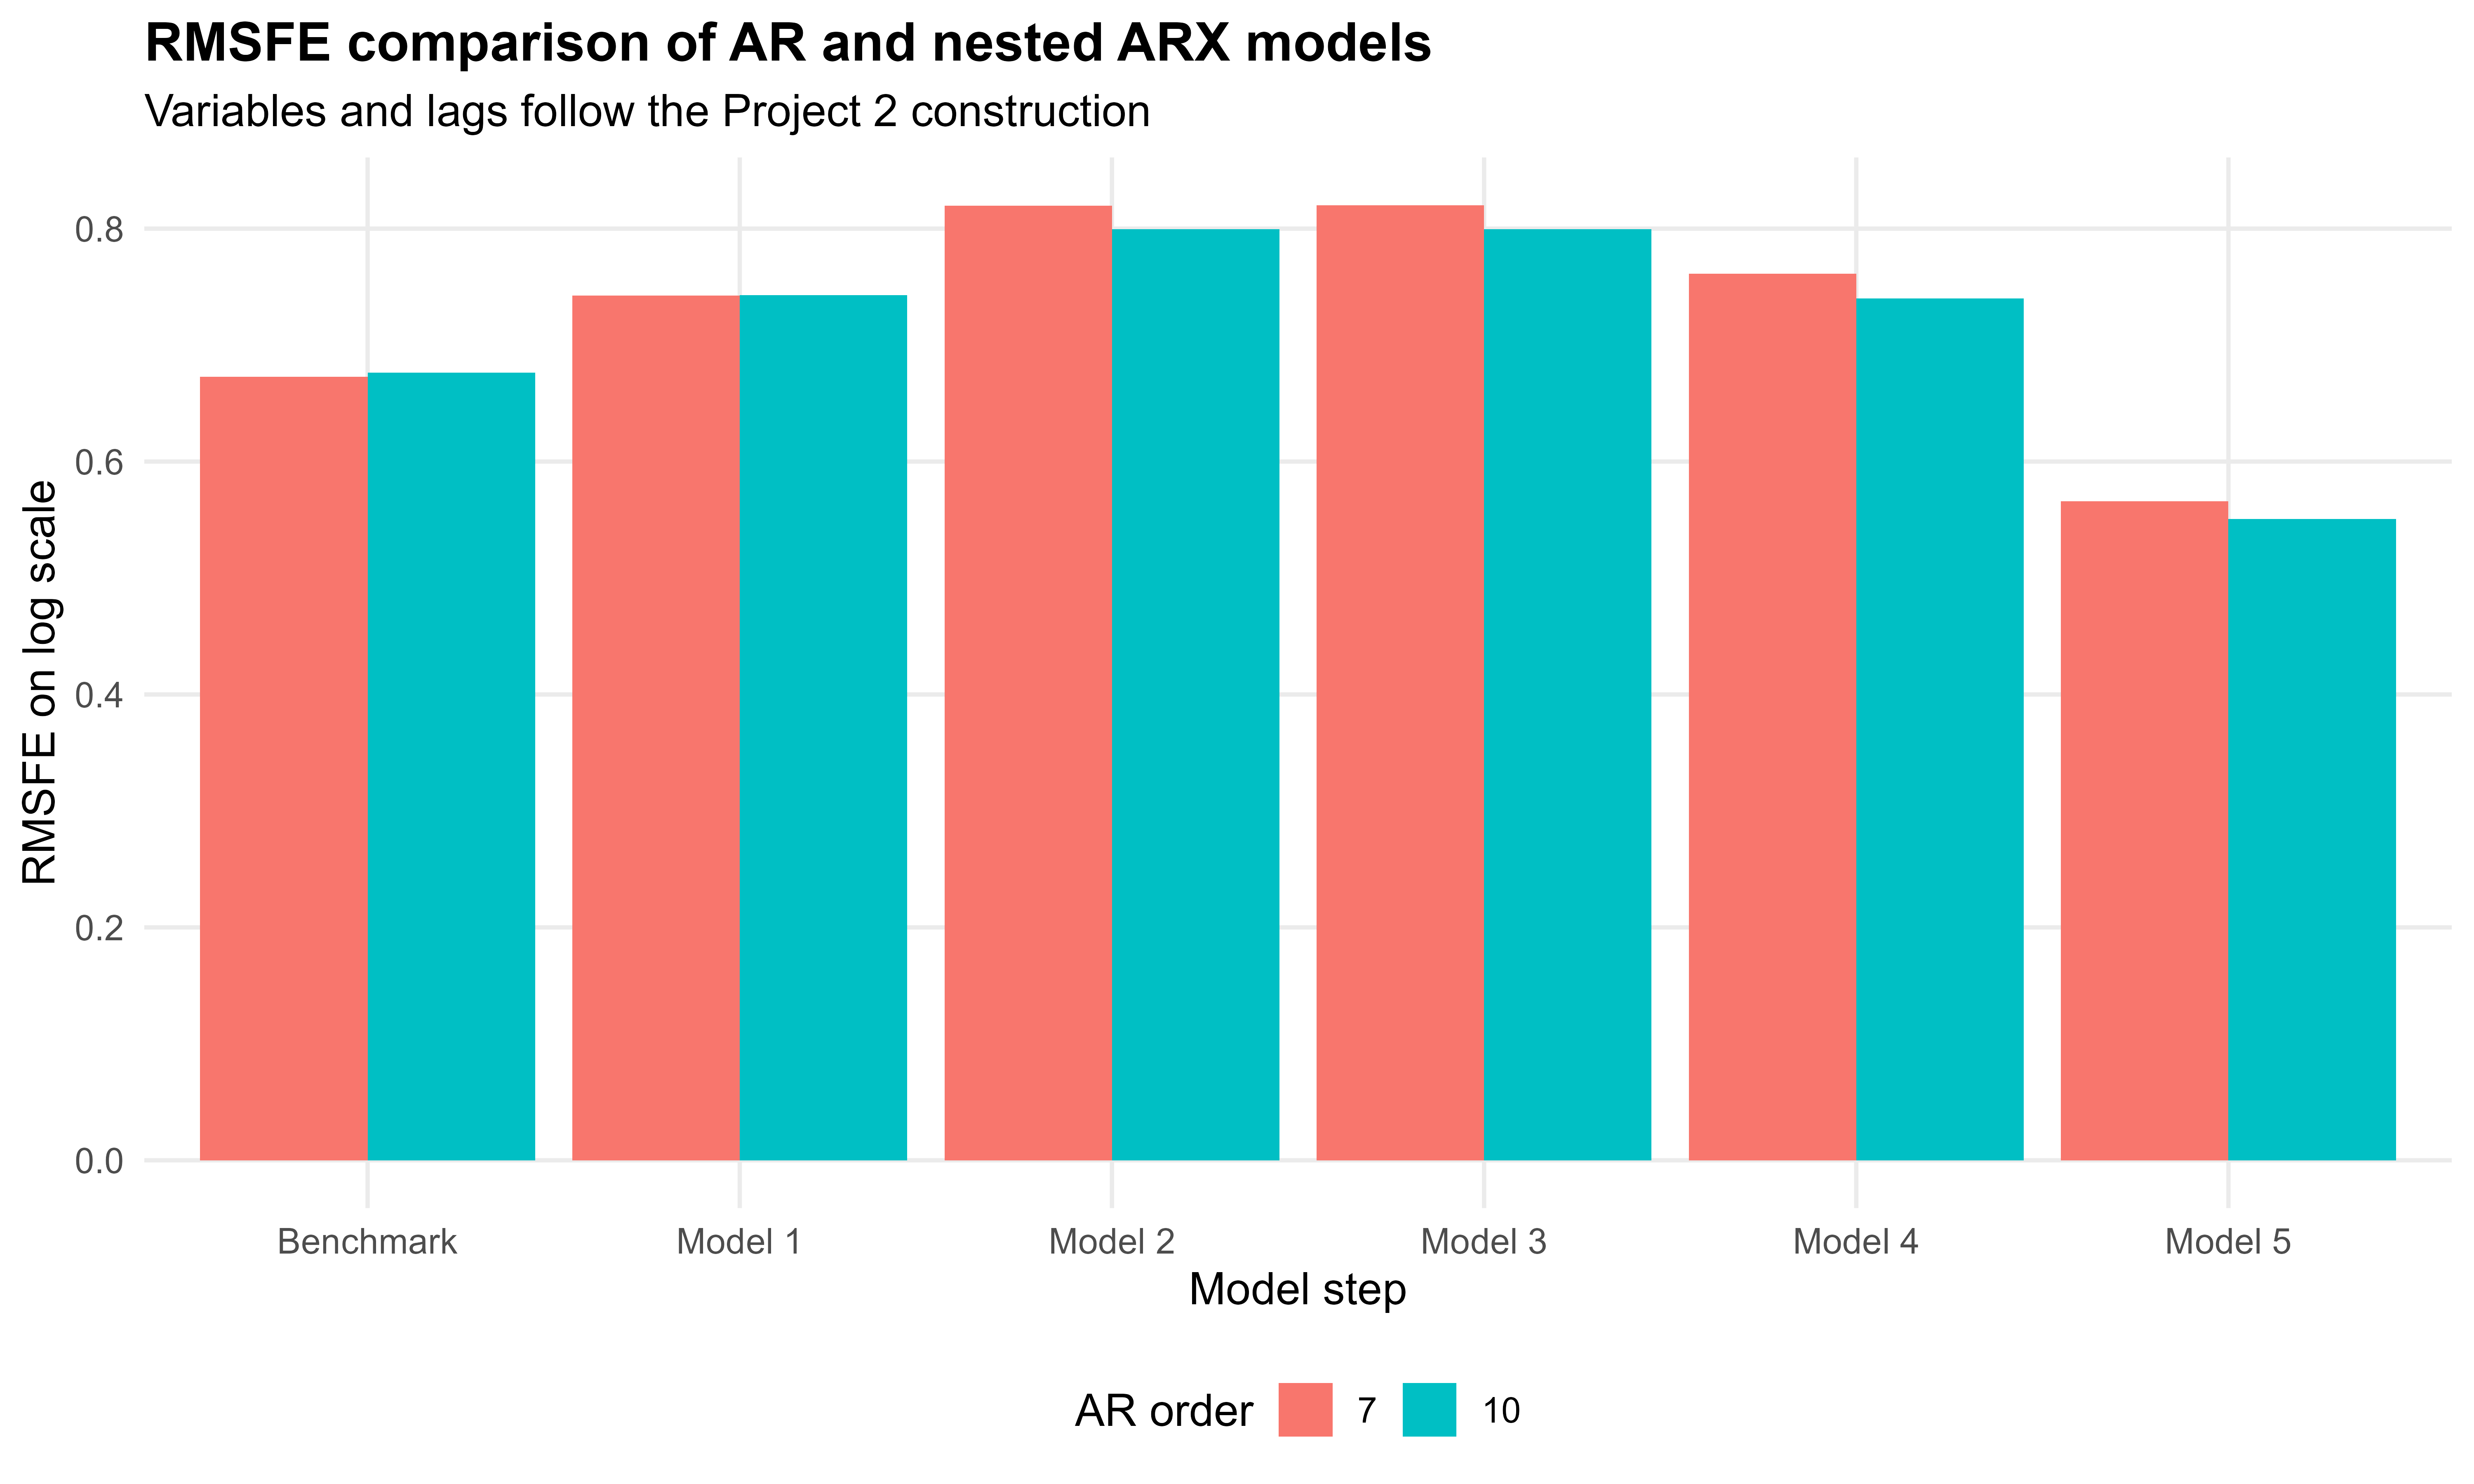 RMSFE comparison of AR and nested ARX models
Variables and lags follow the Project 2 construction
RMSFE on log scale
0.8
0.6
0.4
0.2
0.0
Benchmark Model 1 Model 2 Model 3 Model 4 Model 5
Model step
AR order 7 10